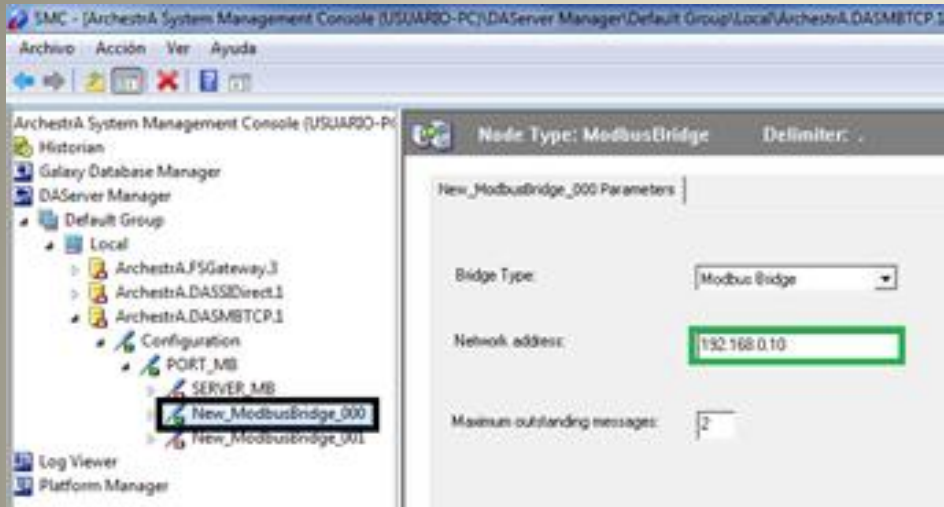 SMC - [ArchestrA System Management Console (USUARIO-PC)\DAServer Manager\Default Group\Local\ArchestrA.DASMBTCP.1
Archivo Acción Ver Ayuda
ArchestrA System Management Console (USUARIO-PC
Historian
Galaxy Database Manager
DAServer Manager
Default Group
Local
ArchestrA.FSGateway.3
ArchestrA.DASSIDirect.1
ArchestrA.DASMBTCP.1
Configuration
PORT_MB
SERVER_MB
New_ModbusBridge_000
New_ModbusBridge_001
Log Viewer
Platform Manager
Node Type: ModbusBridge Delimiter: .
New_ModbusBridge_000 Parameters
Bridge Type: Modbus Bridge
Network address: 192.168.0.10
Maximum outstanding messages: 2